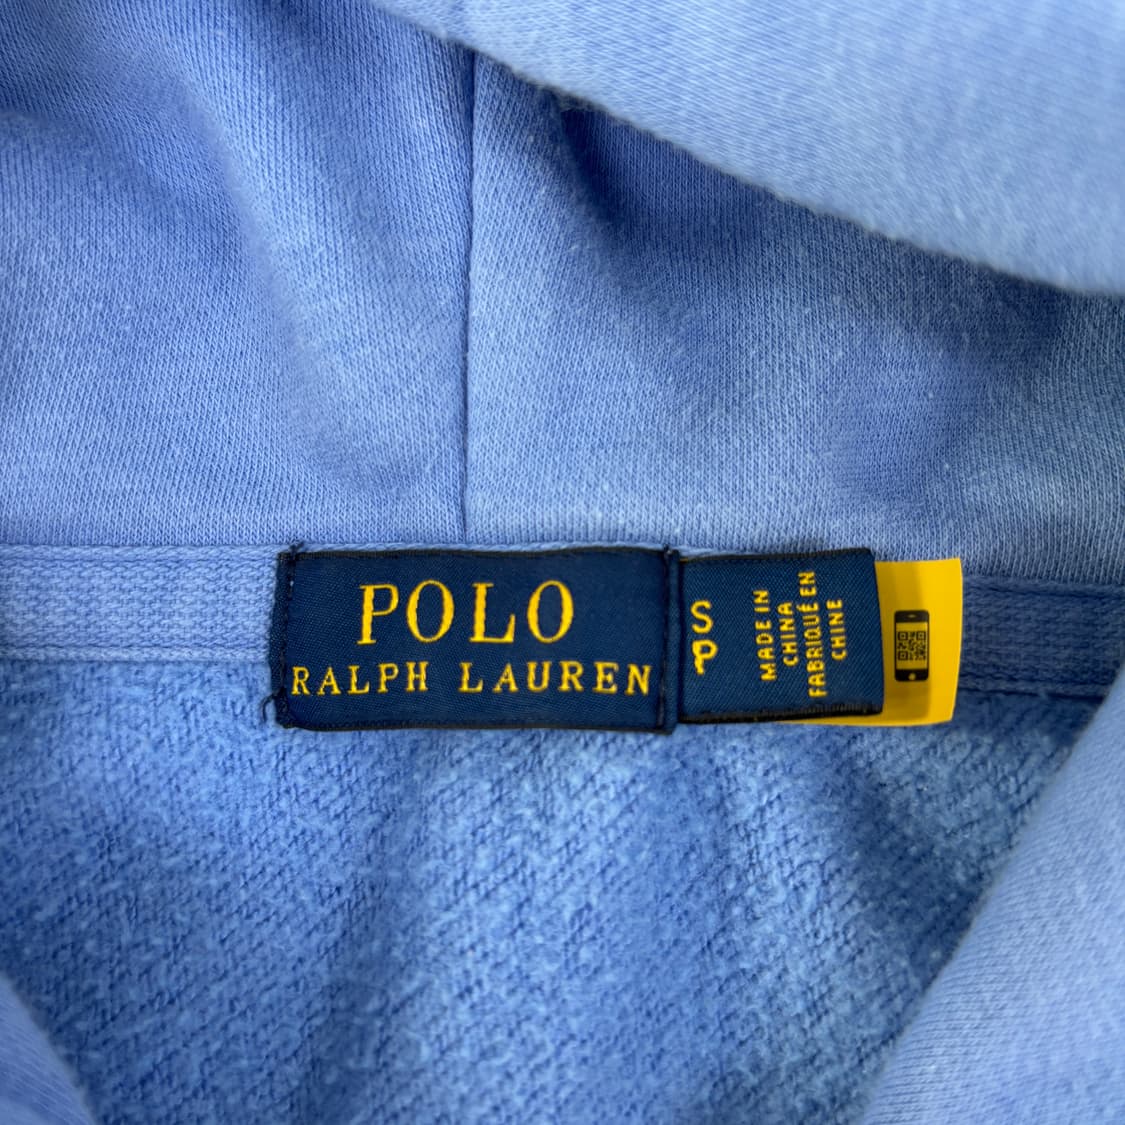 POLO
RALPH LAUREN
S
P
MADE IN
CHINA
FABRIQUÉ EN
CHINE